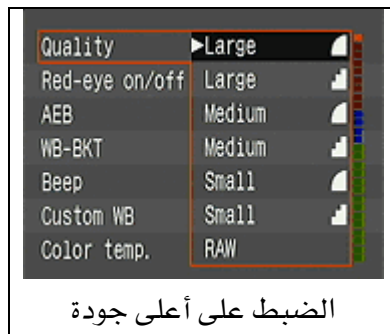 Quality ►Large
Red-eye on/off Large
AEB Medium
WB-BKT Medium
Beep Small
Custom WB Small
Color temp. RAW
الضبط على أعلى جودة